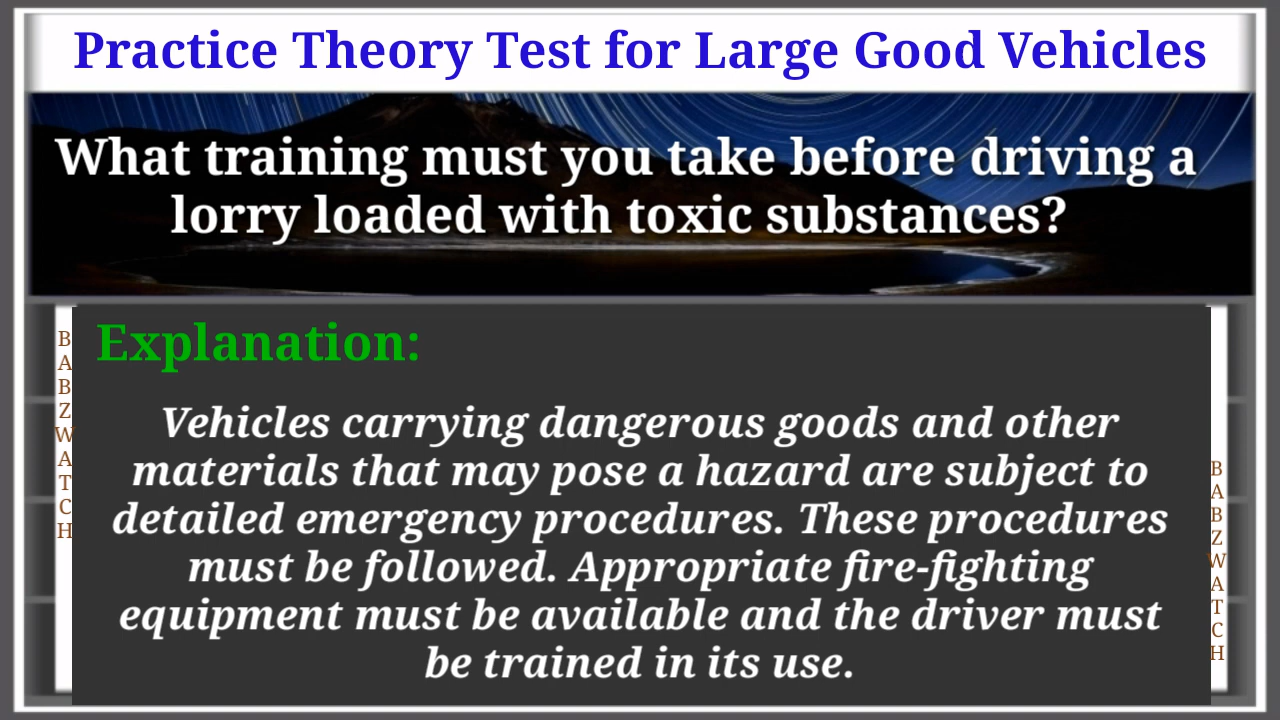 Practice Theory Test for Large Good Vehicles
What training must you take before driving a
lorry loaded with toxic substances?
Explanation:
Vehicles carrying dangerous goods and other
materials that may pose a hazard are subject to
detailed emergency procedures. These procedures
must be followed. Appropriate fire-fighting
equipment must be available and the driver must
be trained in its use.
BABZWATCH
BABZWATCH